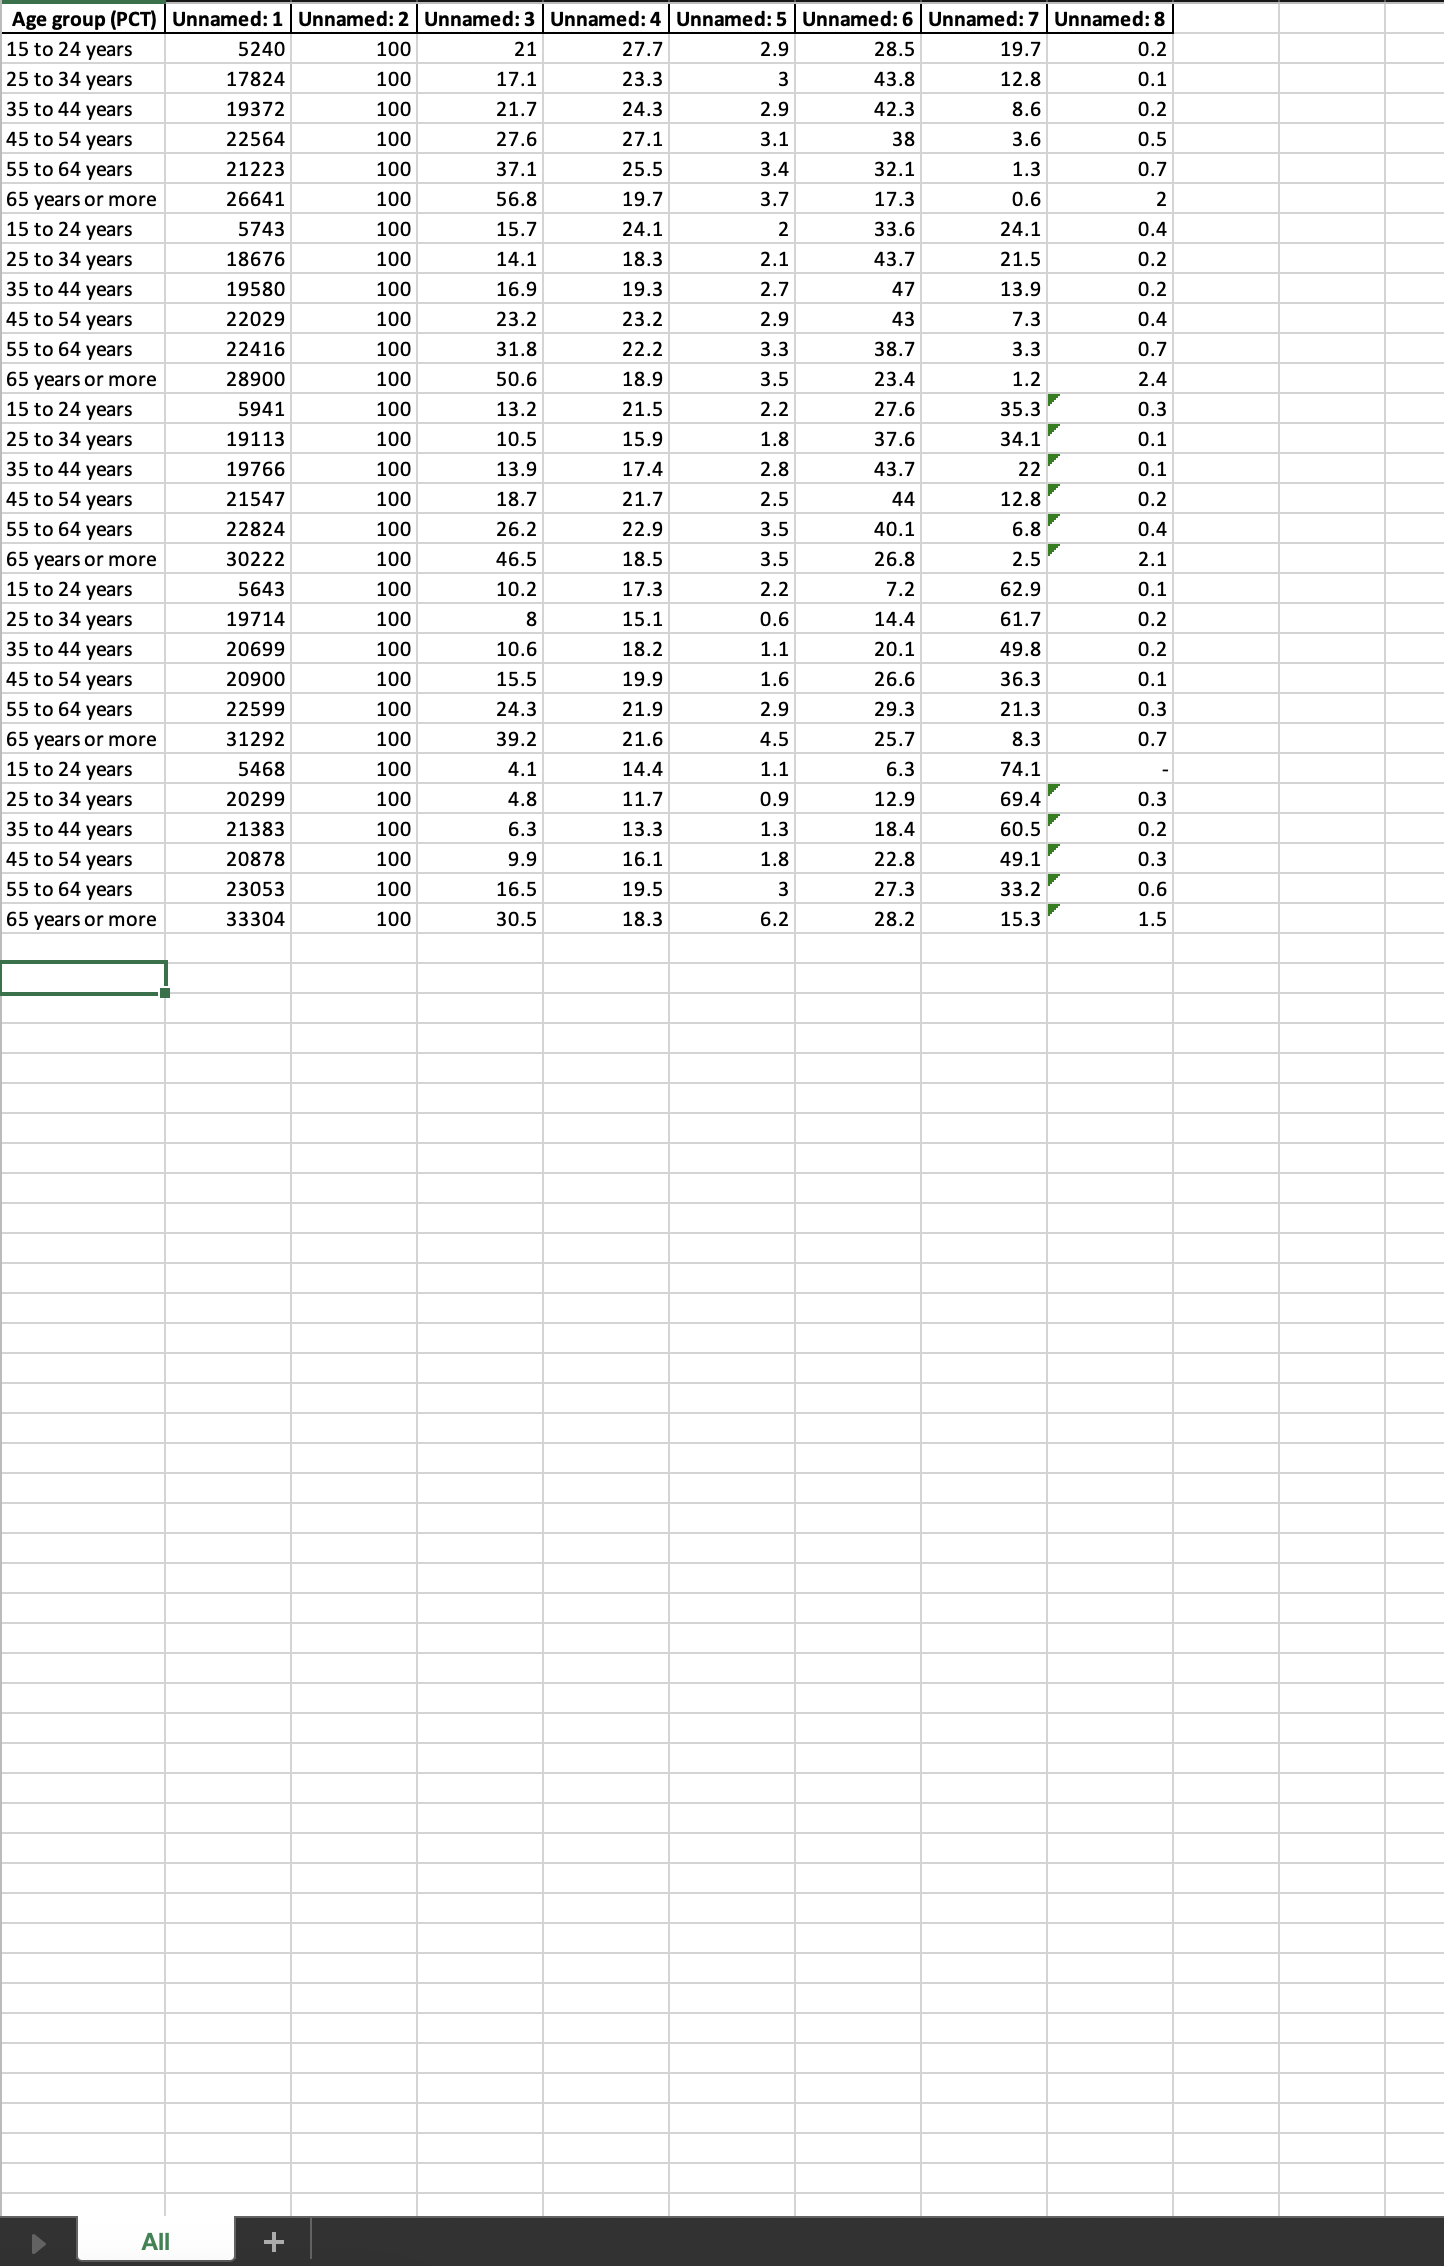 Age group (PCT) Unnamed: 1 Unnamed: 2 Unnamed: 3 Unnamed: 4 Unnamed: 5 Unnamed: 6 Unnamed: 7 Unnamed: 8
15 to 24 years 5240 100 21 27.7 2.9 28.5 19.7 0.2
25 to 34 years 17824 100 17.1 23.3 3 43.8 12.8 0.1
35 to 44 years 19372 100 21.7 24.3 2.9 42.3 8.6 0.2
45 to 54 years 22564 100 27.6 27.1 3.1 38 3.6 0.5
55 to 64 years 21223 100 37.1 25.5 3.4 32.1 1.3 0.7
65 years or more 26641 100 56.8 19.7 3.7 17.3 0.6 2
15 to 24 years 5743 100 15.7 24.1 2 33.6 24.1 0.4
25 to 34 years 18676 100 14.1 18.3 2.1 43.7 21.5 0.2
35 to 44 years 19580 100 16.9 19.3 2.7 47 13.9 0.2
45 to 54 years 22029 100 23.2 23.2 2.9 43 7.3 0.4
55 to 64 years 22416 100 31.8 22.2 3.3 38.7 3.3 0.7
65 years or more 28900 100 50.6 18.9 3.5 23.4 1.2 2.4
15 to 24 years 5941 100 13.2 21.5 2.2 27.6 35.3 0.3
25 to 34 years 19113 100 10.5 15.9 1.8 37.6 34.1 0.1
35 to 44 years 19766 100 13.9 17.4 2.8 43.7 22 0.1
45 to 54 years 21547 100 18.7 21.7 2.5 44 12.8 0.2
55 to 64 years 22824 100 26.2 22.9 3.5 40.1 6.8 0.4
65 years or more 30222 100 46.5 18.5 3.5 26.8 2.5 2.1
15 to 24 years 5643 100 10.2 17.3 2.2 7.2 62.9 0.1
25 to 34 years 19714 100 8 15.1 0.6 14.4 61.7 0.2
35 to 44 years 20699 100 10.6 18.2 1.1 20.1 49.8 0.2
45 to 54 years 20900 100 15.5 19.9 1.6 26.6 36.3 0.1
55 to 64 years 22599 100 24.3 21.9 2.9 29.3 21.3 0.3
65 years or more 31292 100 39.2 21.6 4.5 25.7 8.3 0.7
15 to 24 years 5468 100 4.1 14.4 1.1 6.3 74.1 -
25 to 34 years 20299 100 4.8 11.7 0.9 12.9 69.4 0.3
35 to 44 years 21383 100 6.3 13.3 1.3 18.4 60.5 0.2
45 to 54 years 20878 100 9.9 16.1 1.8 22.8 49.1 0.3
55 to 64 years 23053 100 16.5 19.5 3 27.3 33.2 0.6
65 years or more 33304 100 30.5 18.3 6.2 28.2 15.3 1.5
All +